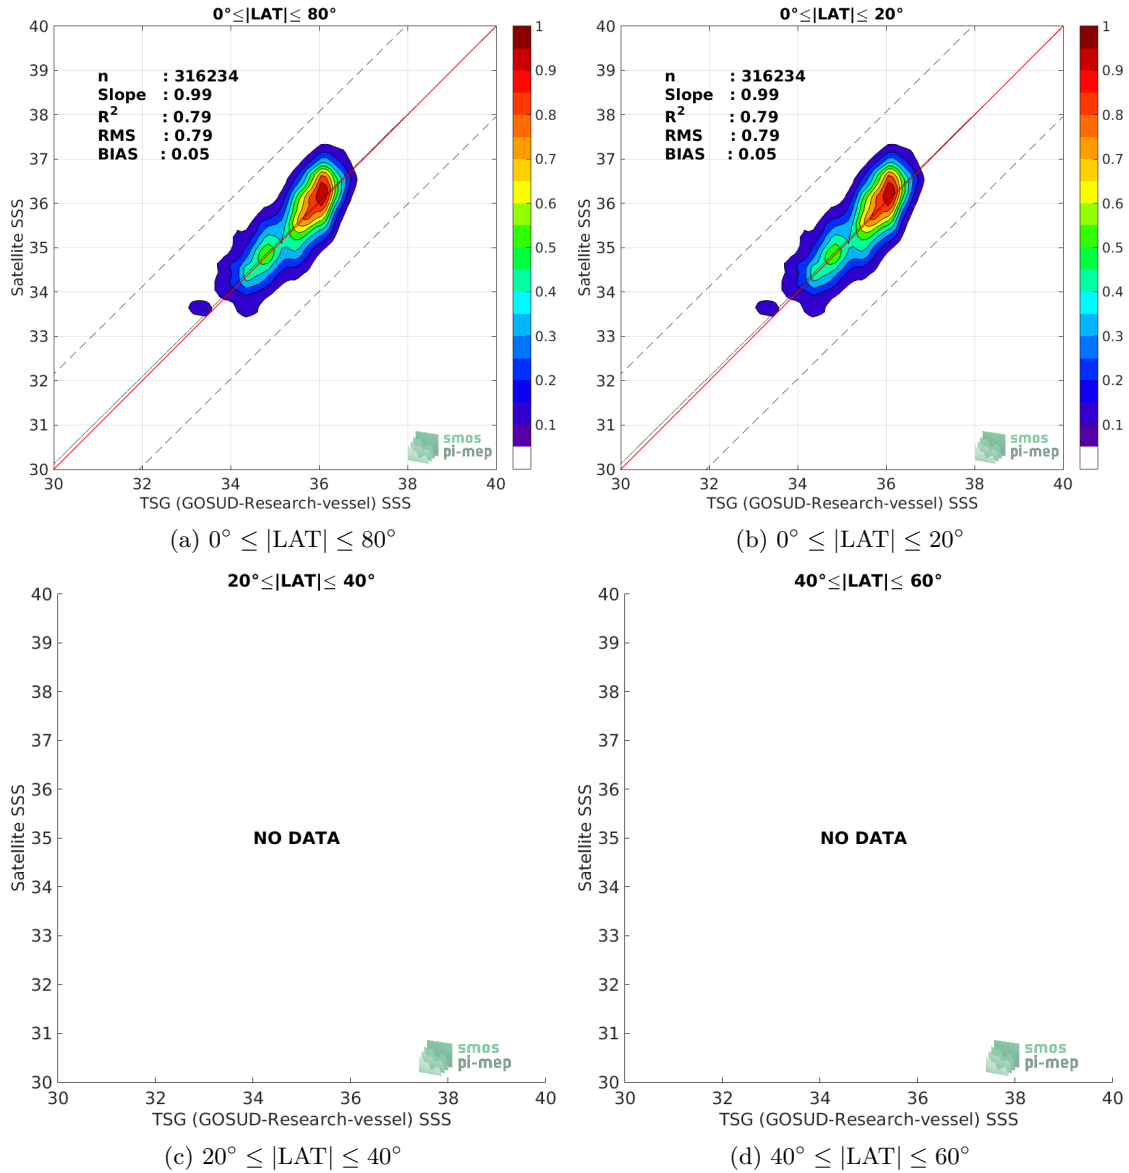 0°≤|LAT|≤ 80°
40
39
38
37
36
35
34
33
32
31
30
Satellite SSS
n : 316234
Slope : 0.99
R² : 0.79
RMS : 0.79
BIAS : 0.05
smos
pi-mep
30 32 34 36 38 40
TSG (GOSUD-Research-vessel) SSS
1
0.9
0.8
0.7
0.6
0.5
0.4
0.3
0.2
0.1
(a) 0° ≤ |LAT| ≤ 80°
0°≤|LAT|≤ 20°
40
39
38
37
36
35
34
33
32
31
30
Satellite SSS
n : 316234
Slope : 0.99
R² : 0.79
RMS : 0.79
BIAS : 0.05
smos
pi-mep
30 32 34 36 38 40
TSG (GOSUD-Research-vessel) SSS
1
0.9
0.8
0.7
0.6
0.5
0.4
0.3
0.2
0.1
(b) 0° ≤ |LAT| ≤ 20°
20°≤|LAT|≤ 40°
40
39
38
37
36
35
34
33
32
31
30
Satellite SSS
NO DATA
smos
pi-mep
30 32 34 36 38 40
TSG (GOSUD-Research-vessel) SSS
(c) 20° ≤ |LAT| ≤ 40°
40°≤|LAT|≤ 60°
40
39
38
37
36
35
34
33
32
31
30
Satellite SSS
NO DATA
smos
pi-mep
30 32 34 36 38 40
TSG (GOSUD-Research-vessel) SSS
(d) 40° ≤ |LAT| ≤ 60°